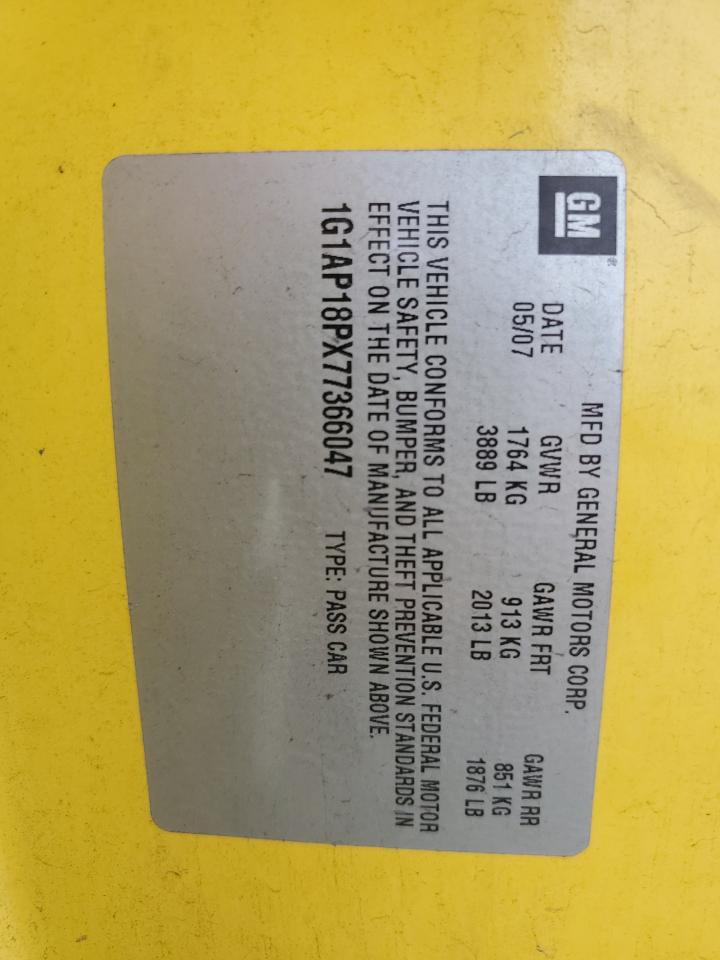 GM®
MFD BY GENERAL MOTORS CORP.
DATE GVWR GAWR FRT GAWR RR
05/07 1764 KG 913 KG 851 KG
3889 LB 2013 LB 1876 LB
THIS VEHICLE CONFORMS TO ALL APPLICABLE U.S. FEDERAL MOTOR
VEHICLE SAFETY, BUMPER, AND THEFT PREVENTION STANDARDS IN
EFFECT ON THE DATE OF MANUFACTURE SHOWN ABOVE.
1G1AP18PX77366047 TYPE: PASS CAR